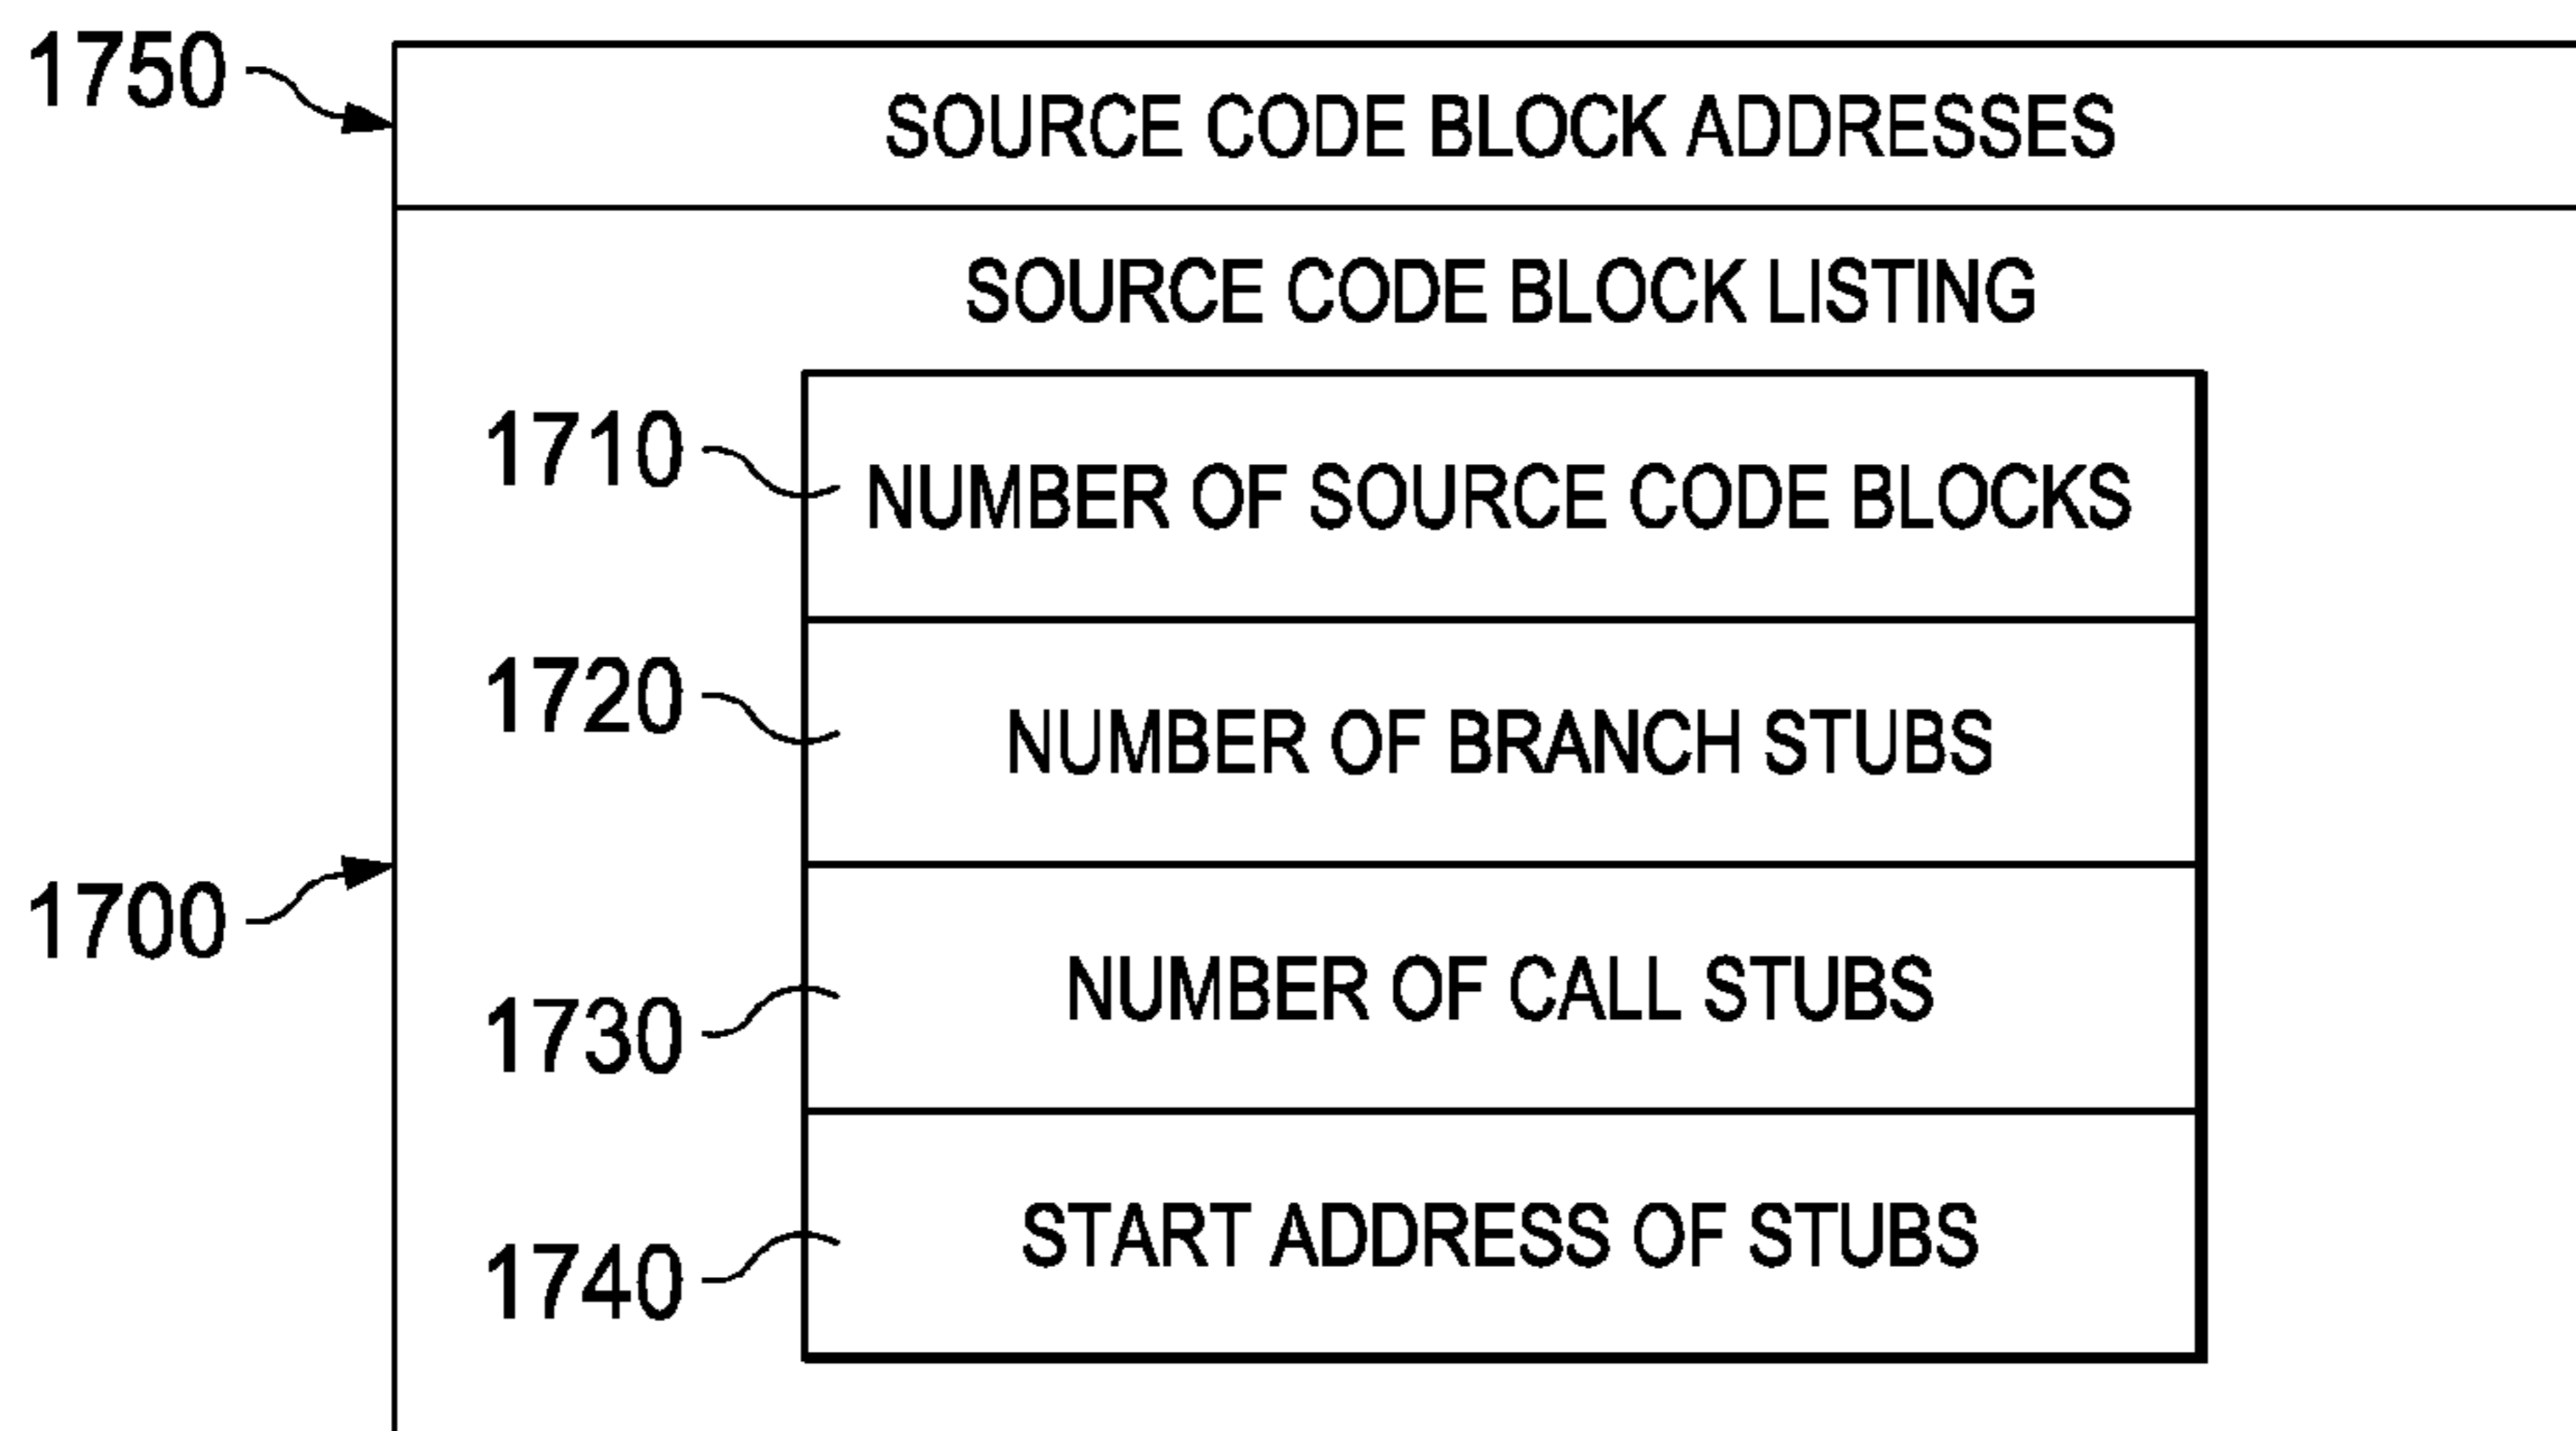 1750
SOURCE CODE BLOCK ADDRESSES
SOURCE CODE BLOCK LISTING
1710
NUMBER OF SOURCE CODE BLOCKS
1720
NUMBER OF BRANCH STUBS
1700
1730
NUMBER OF CALL STUBS
1740
START ADDRESS OF STUBS